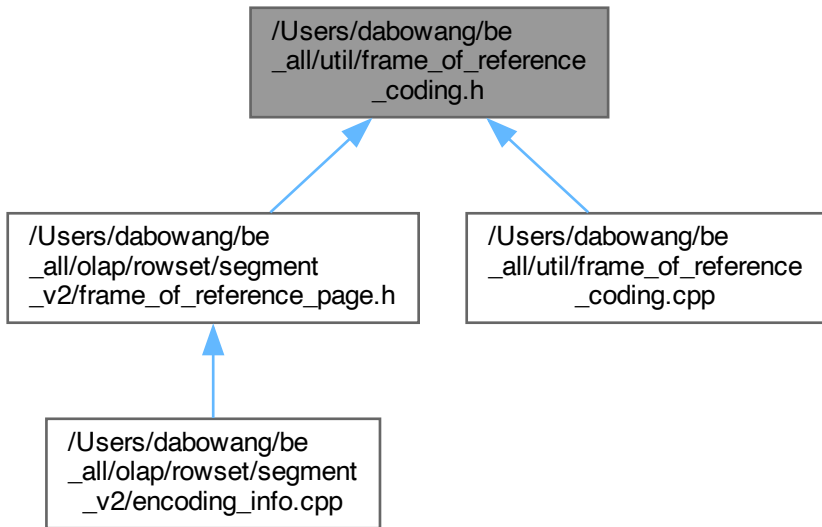 /Users/dabowang/be
_all/util/frame_of_reference
_coding.h
/Users/dabowang/be
_all/olap/rowset/segment
_v2/frame_of_reference_page.h
/Users/dabowang/be
_all/util/frame_of_reference
_coding.cpp
/Users/dabowang/be
_all/olap/rowset/segment
_v2/encoding_info.cpp